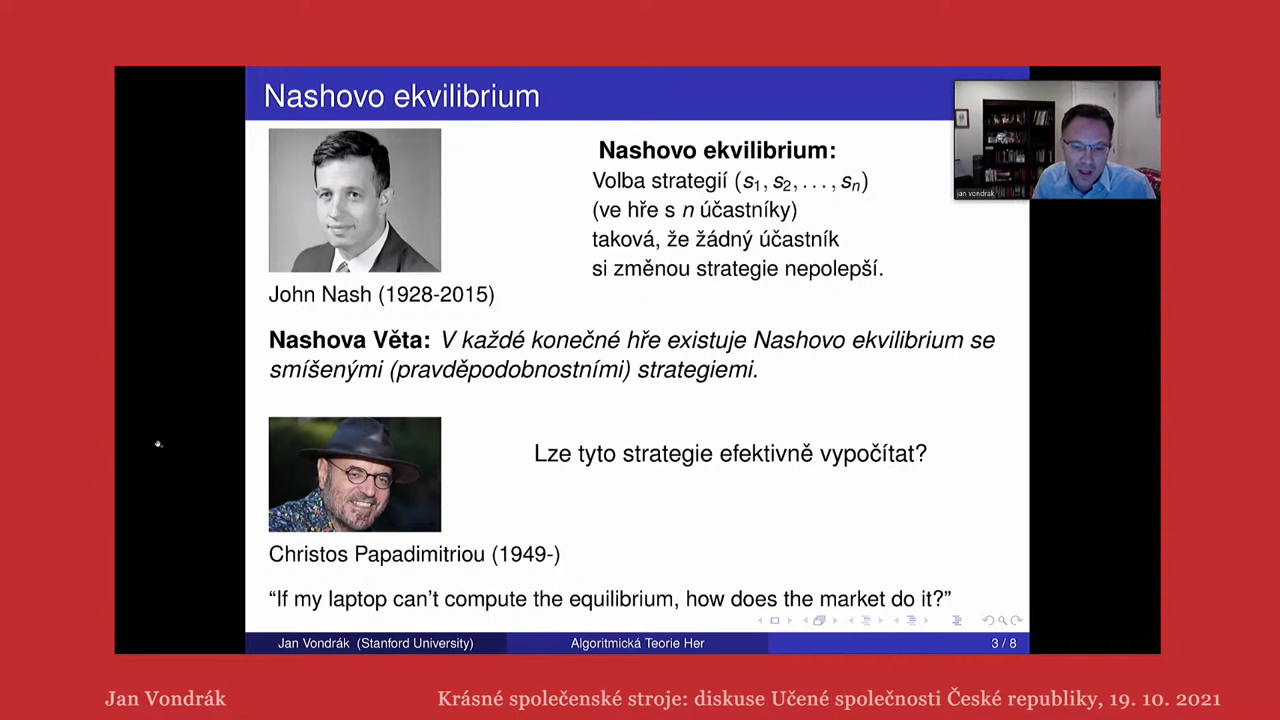 Nashovo ekvilibrium
jan vondrak
Nashovo ekvilibrium:
Volba strategií (s₁, s₂, . . . , sₙ)
(ve hře s n účastníky)
taková, že žádný účastník
si změnou strategie nepolepší.
John Nash (1928-2015)
Nashova Věta: V každé konečné hře existuje Nashovo ekvilibrium se
smíšenými (pravděpodobnostními) strategiemi.
Lze tyto strategie efektivně vypočítat?
Christos Papadimitriou (1949-)
“If my laptop can’t compute the equilibrium, how does the market do it?”
Jan Vondrák (Stanford University) Algoritmická Teorie Her 3 / 8
Jan Vondrák Krásné společenské stroje: diskuse Učené společnosti České republiky, 19. 10. 2021